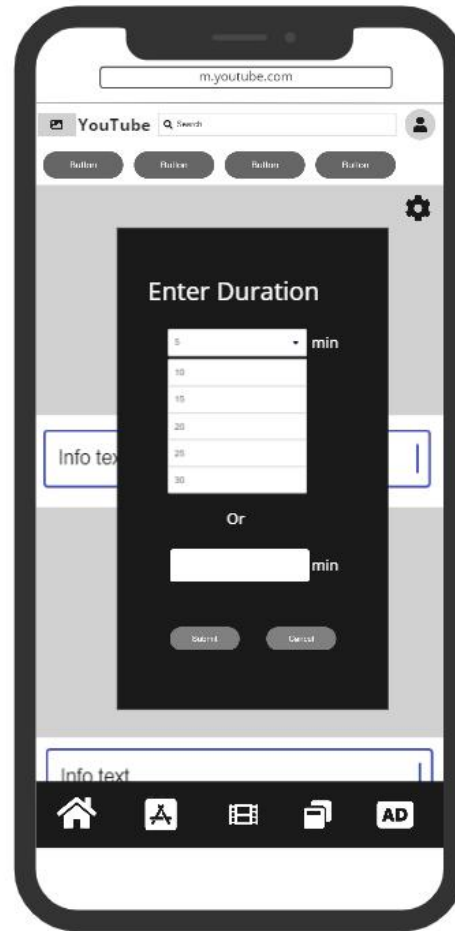 m.youtube.com
YouTube Search
Button Button Button Button
Enter Duration
5 min
10
15
20
25
30
Info tex
Or
min
Submit Cancel
Info text
AD